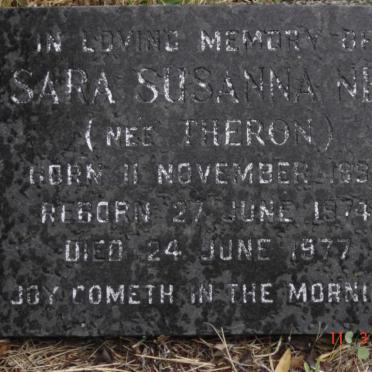 IN LOVING MEMORY OF
SARA SUSANNA
(NEE THERON)
BORN 11 NOVEMBER
REBORN 27 JUNE 1974
DIED 24 JUNE 1977
JOY COMETH IN THE